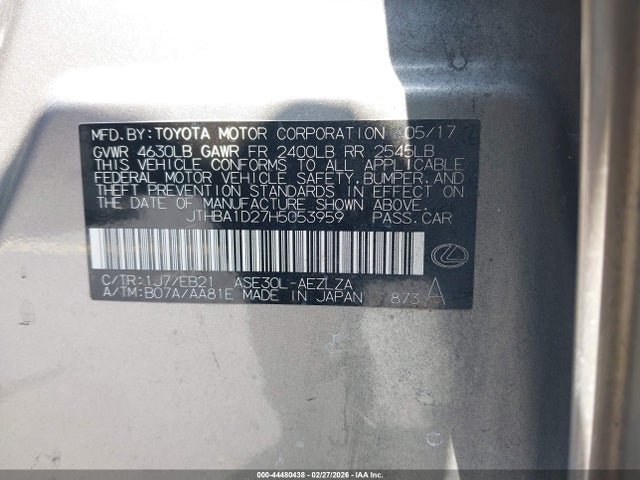 MFD.BY:TOYOTA MOTOR CORPORATION 05/17
GVWR 4630LB GAWR FR 2400LB RR 2545LB
THIS VEHICLE CONFORMS TO ALL APPLICABLE
FEDERAL MOTOR VEHICLE SAFETY,BUMPER,AND
THEFT PREVENTION STANDARDS IN EFFECT ON
THE DATE OF MANUFACTURE SHOWN ABOVE.
JTHBA1D27H5053959 PASS.CAR
C/TR:1J7/EB21 ASE30L-AEZLZA
A/TM:B07A/AA81E MADE IN JAPAN 873 A
000-44480438 - 02/27/2026 - IAA Inc.